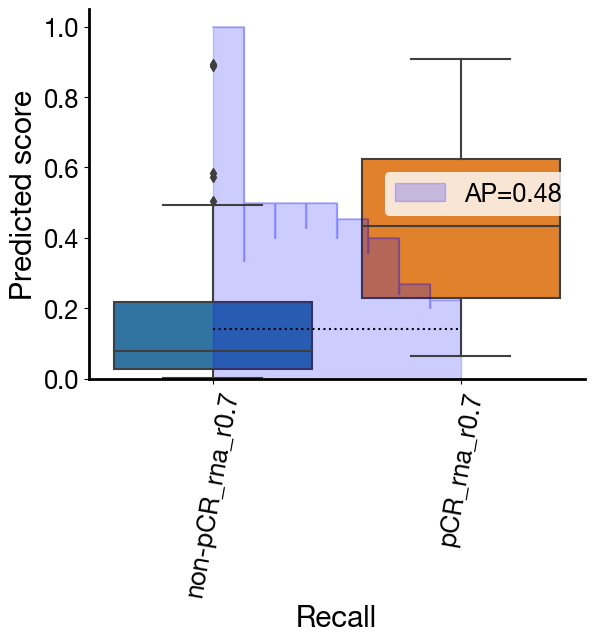 1.0
0.8
0.6
0.4
0.2
0.0
Predicted score
AP=0.48
non-pCR_rna_r0.7
pCR_rna_r0.7
Recall